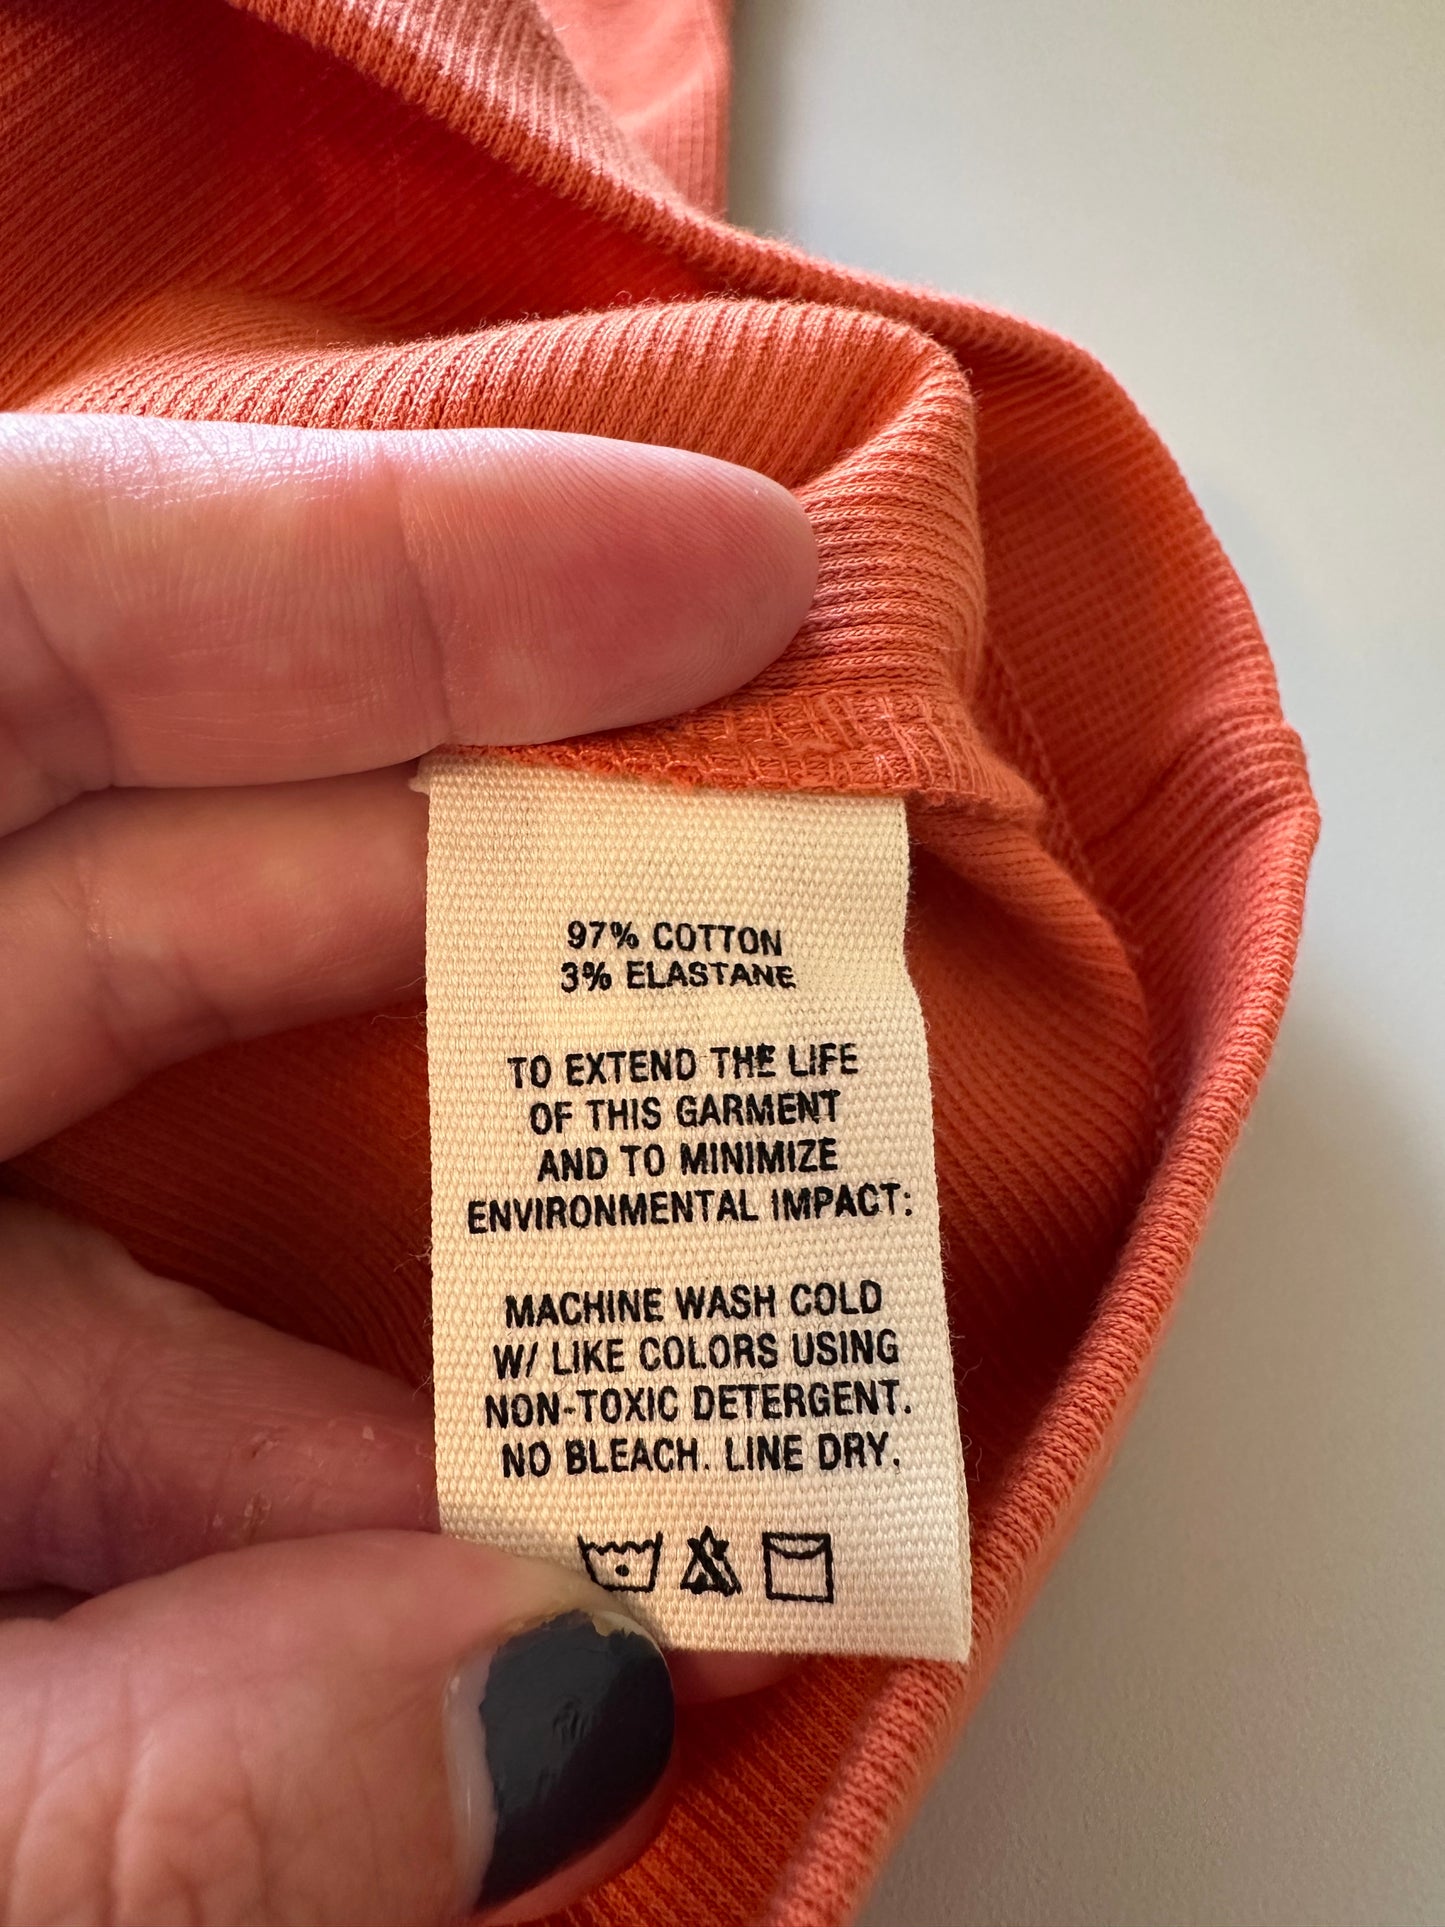 97% COTTON
3% ELASTANE
TO EXTEND THE LIFE
OF THIS GARMENT
AND TO MINIMIZE
ENVIRONMENTAL IMPACT:
MACHINE WASH COLD
W/ LIKE COLORS USING
NON-TOXIC DETERGENT.
NO BLEACH. LINE DRY.